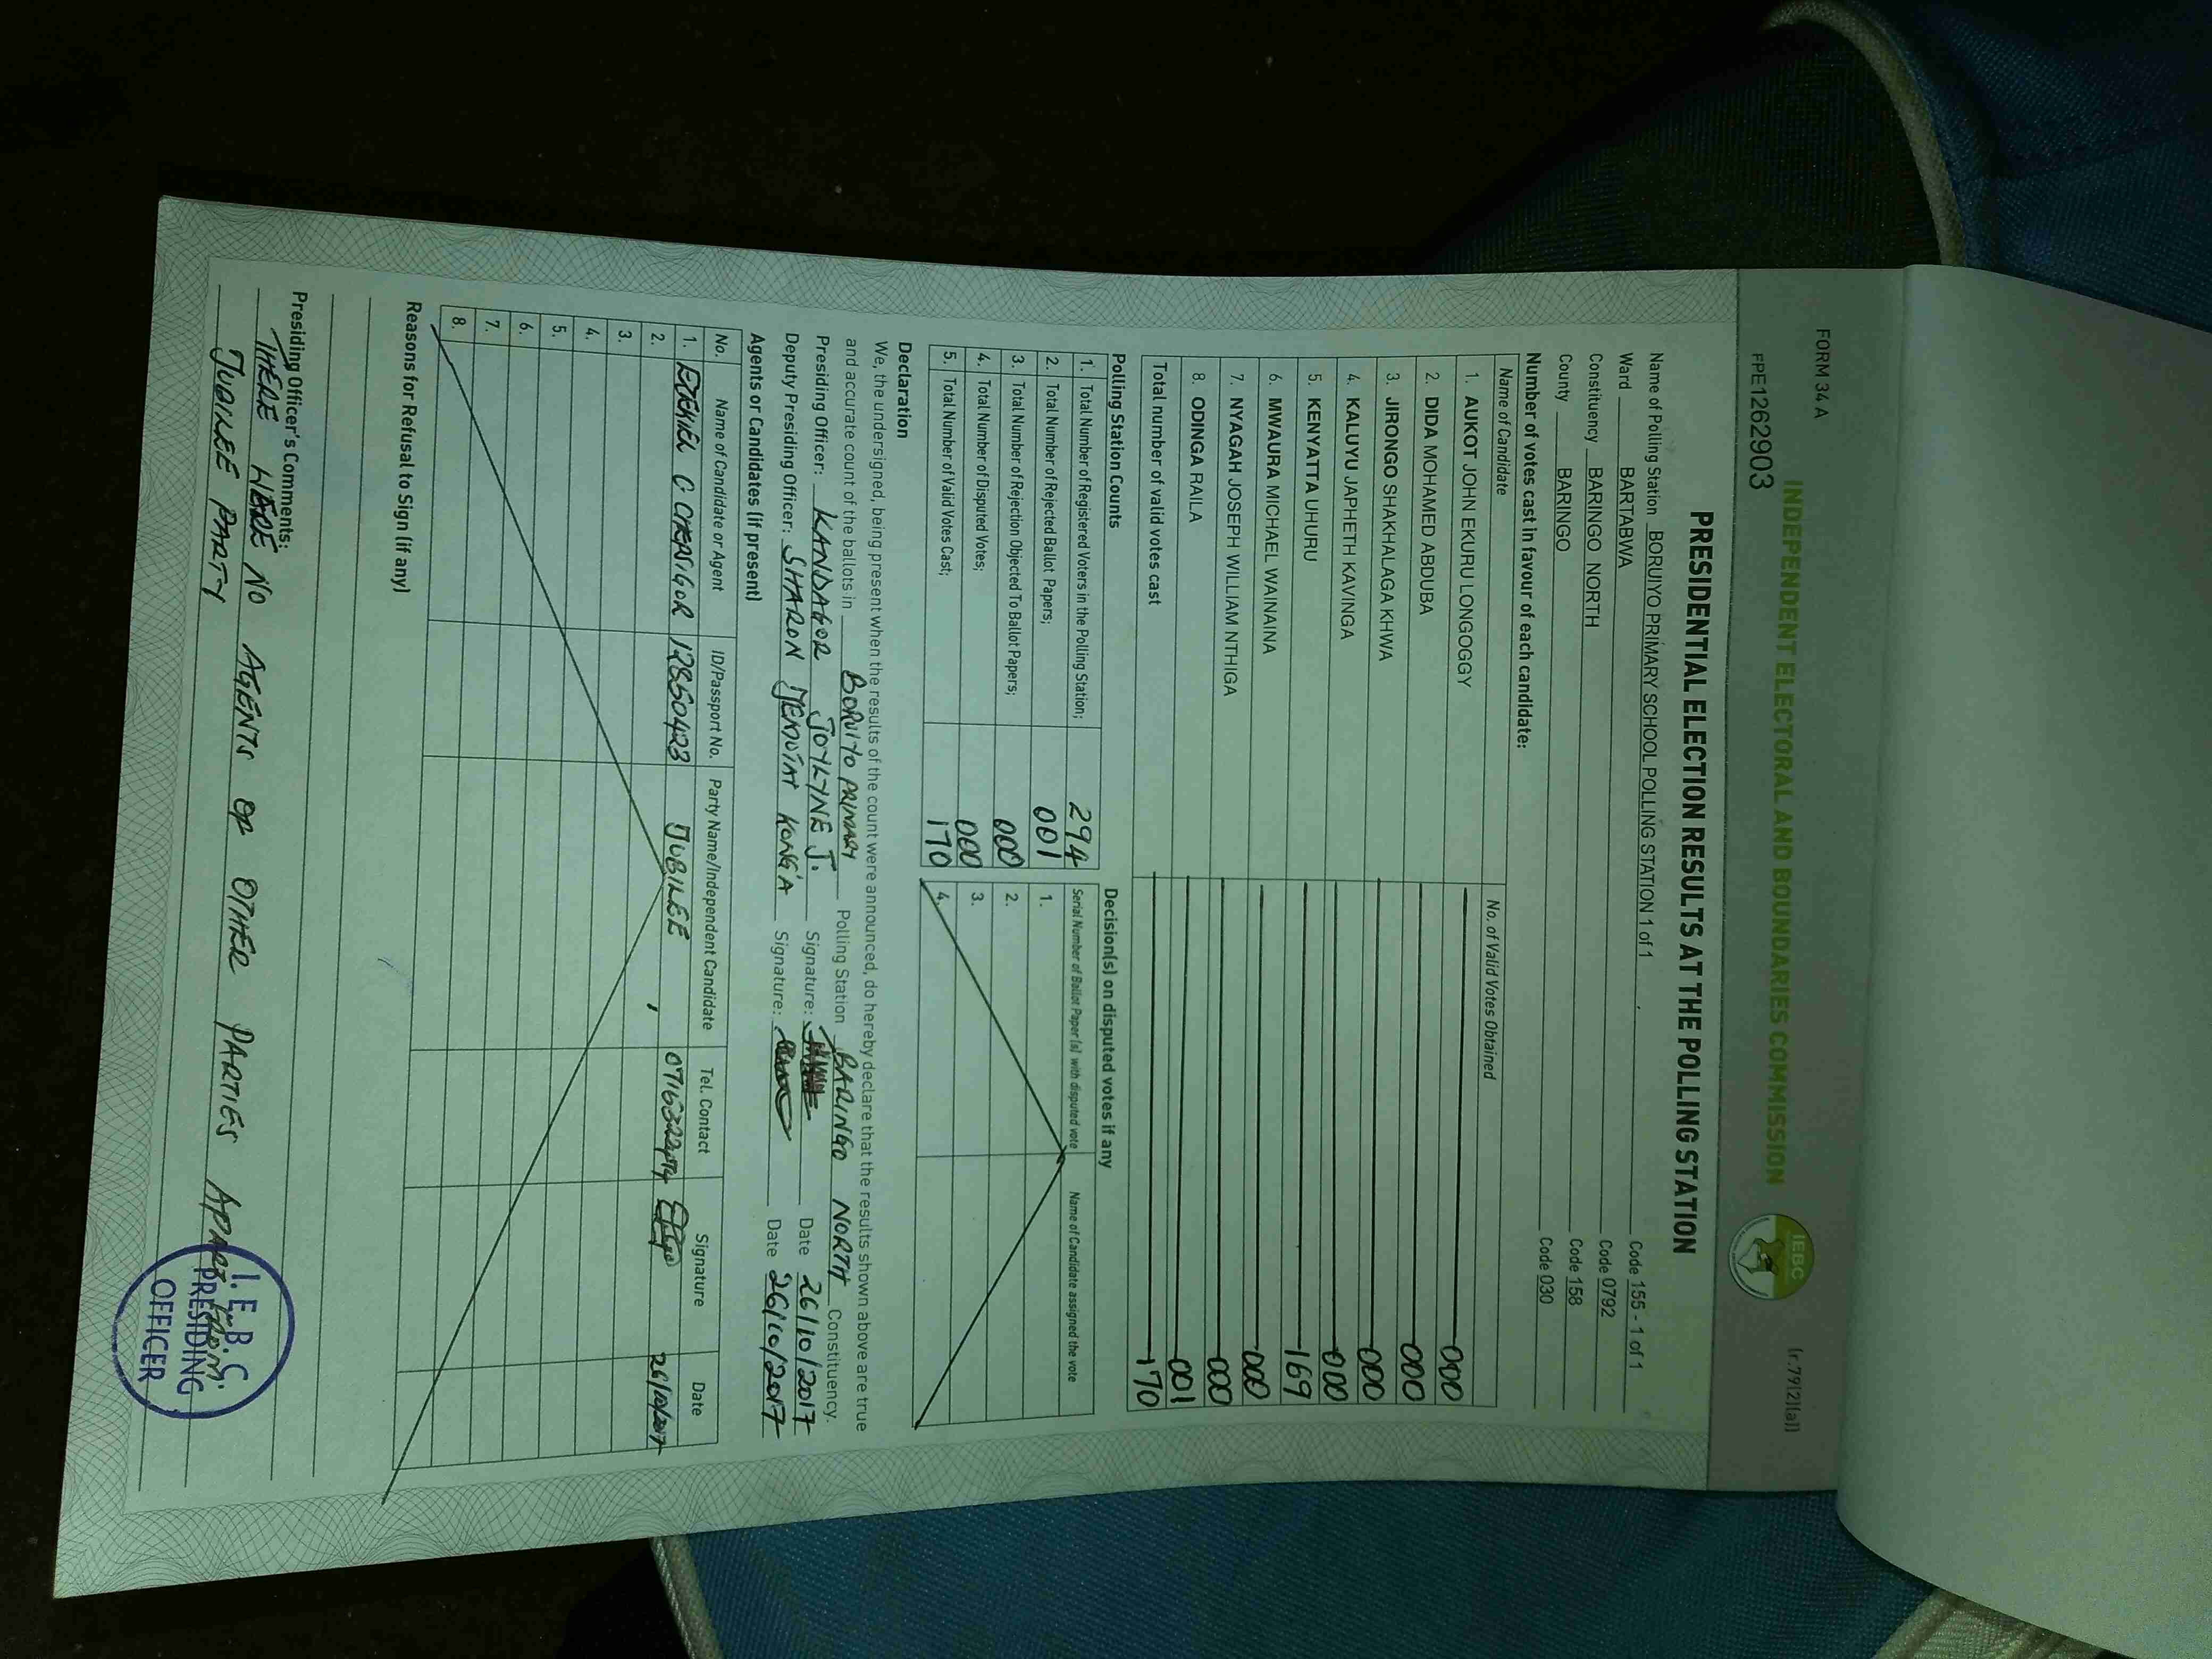 FORM 34 A
(r.79(2)(a))
INDEPENDENT ELECTORAL AND BOUNDARIES COMMISSION
IEBC
FPE1262903
PRESIDENTIAL ELECTION RESULTS AT THE POLLING STATION
Name of Polling Station BORUIYO PRIMARY SCHOOL POLLING STATION 1 of 1 Code 155 - 1 of 1
Ward BARTABWA Code 0792
Constituency BARINGO NORTH Code 158
County BARINGO Code 030
Number of votes cast in favour of each candidate:
Name of Candidate No. of Valid Votes Obtained
1. AUKOT JOHN EKURU LONGOGGY 000
2. DIDA MOHAMED ABDUBA 000
3. JIRONGO SHAKHALAGA KHWA 000
4. KALUYU JAPHETH KAVINGA 000
5. KENYATTA UHURU 169
6. MWAURA MICHAEL WAINAINA 000
7. NYAGAH JOSEPH WILLIAM NTHIGA 000
8. ODINGA RAILA 001
Total number of valid votes cast 170
Polling Station Counts
1. Total Number of Registered Voters in the Polling Station; 294
2. Total Number of Rejected Ballot Papers; 001
3. Total Number of Rejection Objected To Ballot Papers; 000
4. Total Number of Disputed Votes; 000
5. Total Number of Valid Votes Cast; 170
Decision(s) on disputed votes if any
Serial Number of Ballot Paper (s) with disputed vote Name of Candidate assigned the vote
1.
2.
3.
4.
Declaration
We, the undersigned, being present when the results of the count were announced, do hereby declare that the results shown above are true
and accurate count of the ballots in BORUIYO PRIMARY Polling Station BARINGO NORTH Constituency.
Presiding Officer: KANDAGOR JOYLYNE J. Signature: Date 26/10/2017
Deputy Presiding Officer: SHARON JEMUTAI KONG'A Signature: Date 26/10/2017
Agents or Candidates (if present)
No. Name of Candidate or Agent ID/Passport No. Party Name/Independent Candidate Tel. Contact Signature Date
1. C 12850423 JUBILEE 26/10/2017
2.
3.
4.
5.
6.
7.
8.
Reasons for Refusal to Sign (if any)
Presiding Officer's Comments:
THERE WERE NO AGENTS OF OTHER PARTIES APART FROM
JUBILEE PARTY
I. E. B. C.
PRESIDING
OFFICER